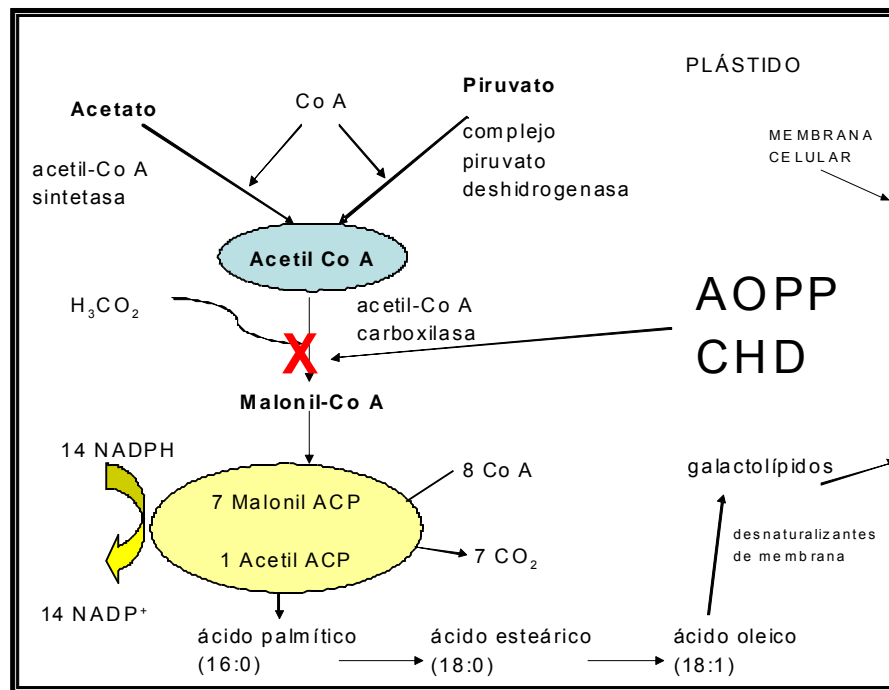 PLÁSTIDO
Acetato
Co A
Piruvato
acetil-Co A
sintetasa
complejo
piruvato
deshidrogenasa
MEMBRANA
CELULAR
Acetil Co A
H₃CO₂
acetil-Co A
carboxilasa
X
AOPP
CHD
Malonil-Co A
14 NADPH
7 Malonil ACP
1 Acetil ACP
8 Co A
7 CO₂
14 NADP⁺
galactolípidos
desnaturalizantes
de membrana
ácido palmítico
(16:0)
ácido esteárico
(18:0)
ácido oleico
(18:1)